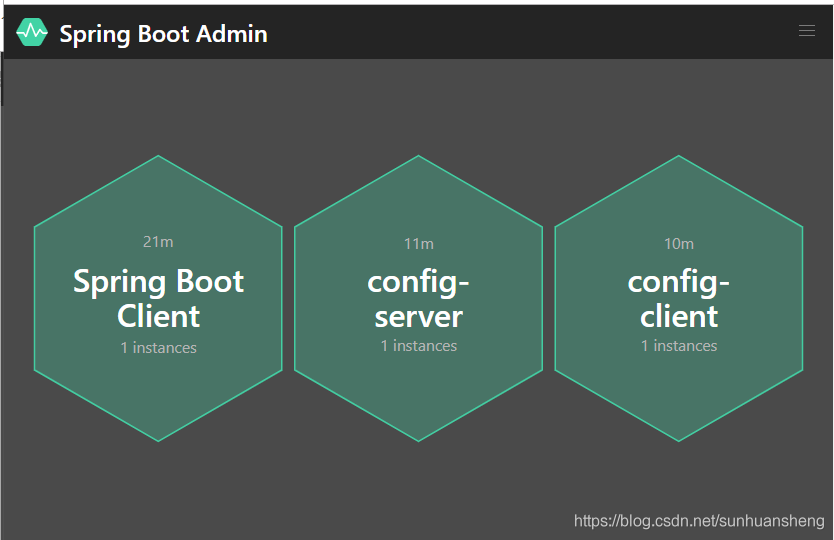 Spring Boot Admin
21m
Spring Boot
Client
1 instances
11m
config-
server
1 instances
10m
config-
client
1 instances
https://blog.csdn.net/sunhuansheng